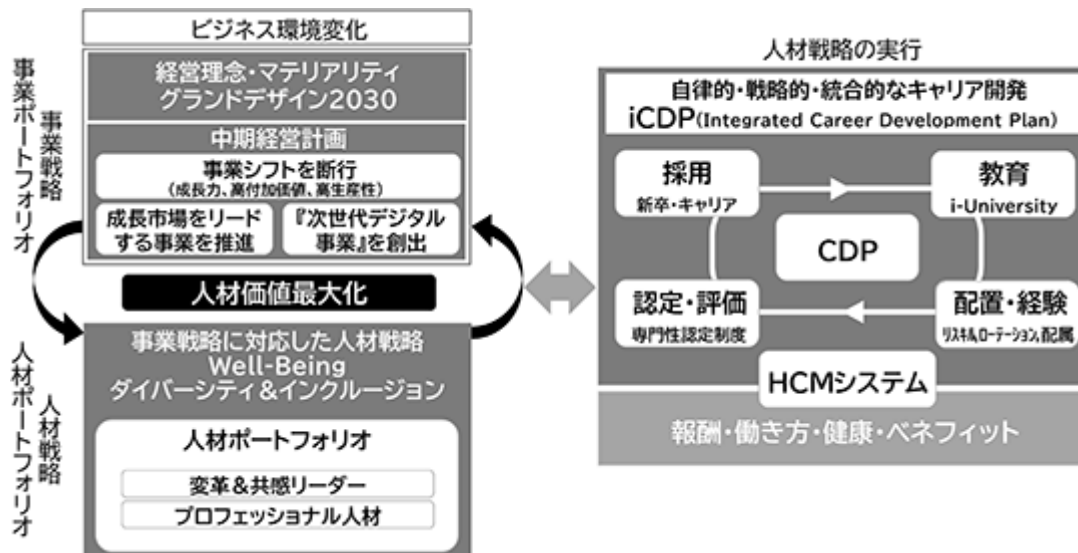 ビジネス環境変化
経営理念・マテリアリティ
グランドデザイン2030
中期経営計画
事業シフトを断行
(成長力、高付加価値、高生産性)
成長市場をリード
する事業を推進
『次世代デジタル
事業』を創出
事業戦略
事業ポートフォリオ
人材価値最大化
事業戦略に対応した人材戦略
Well-Being
ダイバーシティ&インクルージョン
人材ポートフォリオ
変革&共感リーダー
プロフェッショナル人材
人材戦略
人材ポートフォリオ
人材戦略の実行
自律的・戦略的・統合的なキャリア開発
iCDP(Integrated Career Development Plan)
採用
新卒・キャリア
教育
i-University
CDP
認定・評価
専門性認定制度
配置・経験
リスキル,ローテーション,配属
HCMシステム
報酬・働き方・健康・ベネフィット